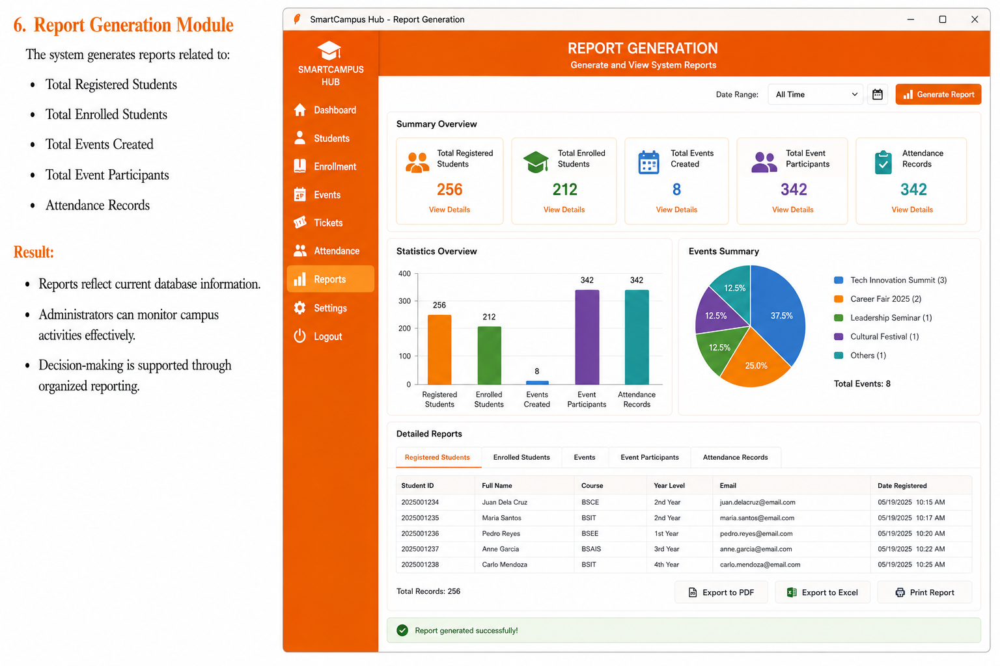 6. Report Generation Module
The system generates reports related to:
• Total Registered Students
• Total Enrolled Students
• Total Events Created
• Total Event Participants
• Attendance Records
Result:
• Reports reflect current database information.
• Administrators can monitor campus
activities effectively.
• Decision-making is supported through
organized reporting.
SmartCampus Hub - Report Generation
SMARTCAMPUS
HUB
Dashboard
Students
Enrollment
Events
Tickets
Attendance
Reports
Settings
Logout
REPORT GENERATION
Generate and View System Reports
Date Range: All Time Generate Report
Summary Overview
Total Registered
Students
256
View Details
Total Enrolled
Students
212
View Details
Total Events
Created
8
View Details
Total Event
Participants
342
View Details
Attendance
Records
342
View Details
Statistics Overview
400
300
200
100
0
256
212
8
342
342
Registered
Students
Enrolled
Students
Events
Created
Event
Participants
Attendance
Records
Events Summary
12.5%
37.5%
12.5%
12.5%
25.0%
Tech Innovation Summit (3)
Career Fair 2025 (2)
Leadership Seminar (1)
Cultural Festival (1)
Others (1)
Total Events: 8
Detailed Reports
Registered Students Enrolled Students Events Event Participants Attendance Records
Student ID Full Name Course Year Level Email Date Registered
2025001234 Juan Dela Cruz BSCE 2nd Year juan.delacruz@email.com 05/19/2025 10:15 AM
2025001235 Maria Santos BSIT 2nd Year maria.santos@email.com 05/19/2025 10:17 AM
2025001236 Pedro Reyes BSEE 1st Year pedro.reyes@email.com 05/19/2025 10:20 AM
2025001237 Anne Garcia BSAIS 3rd Year anne.garcia@email.com 05/19/2025 10:22 AM
2025001238 Carlo Mendoza BSIT 4th Year carlo.mendoza@email.com 05/19/2025 10:25 AM
Total Records: 256
Export to PDF Export to Excel Print Report
Report generated successfully!